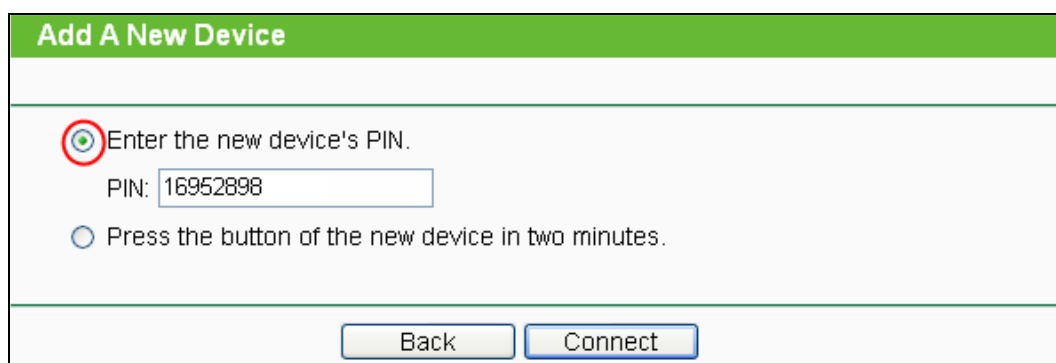 Add A New Device
Enter the new device's PIN.
PIN: 16952898
Press the button of the new device in two minutes.
Back Connect